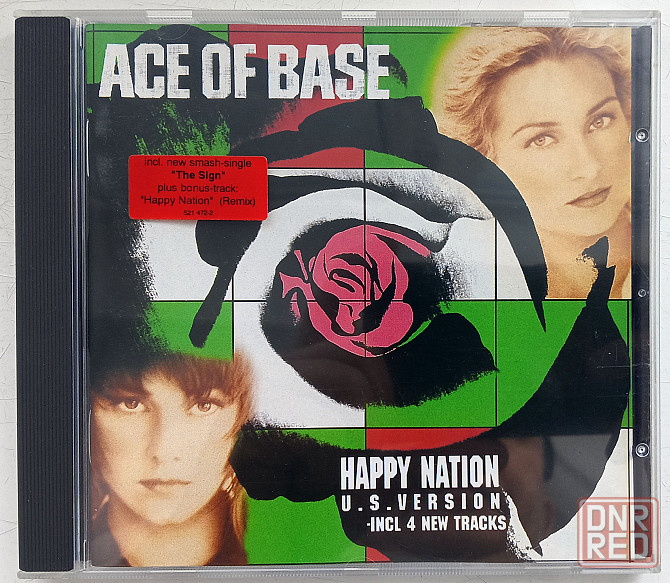 ACE OF BASE
incl. new smash-single
"The Sign"
plus bonus-track:
"Happy Nation" (Remix)
521 472-2
HAPPY NATION
U.S.VERSION
-INCL 4 NEW TRACKS
DNR
RED